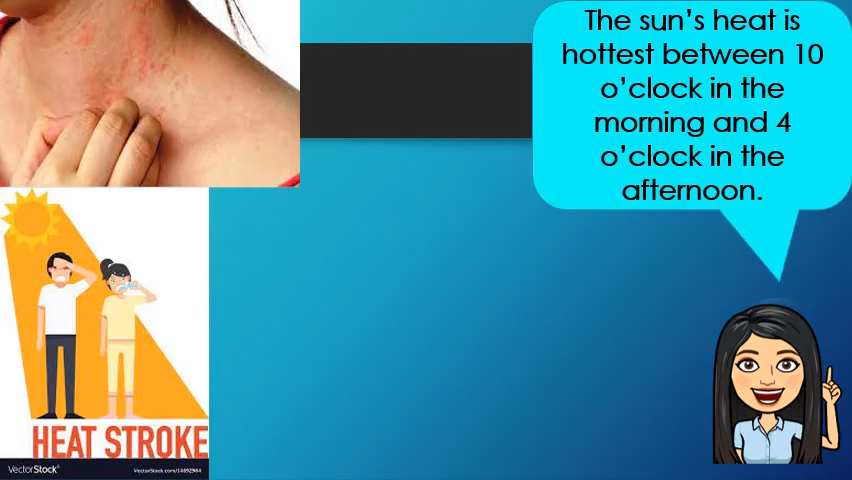 The sun’s heat is
hottest between 10
o’clock in the
morning and 4
o’clock in the
afternoon.
HEAT STROKE
VectorStock®
VectorStock.com/14692984